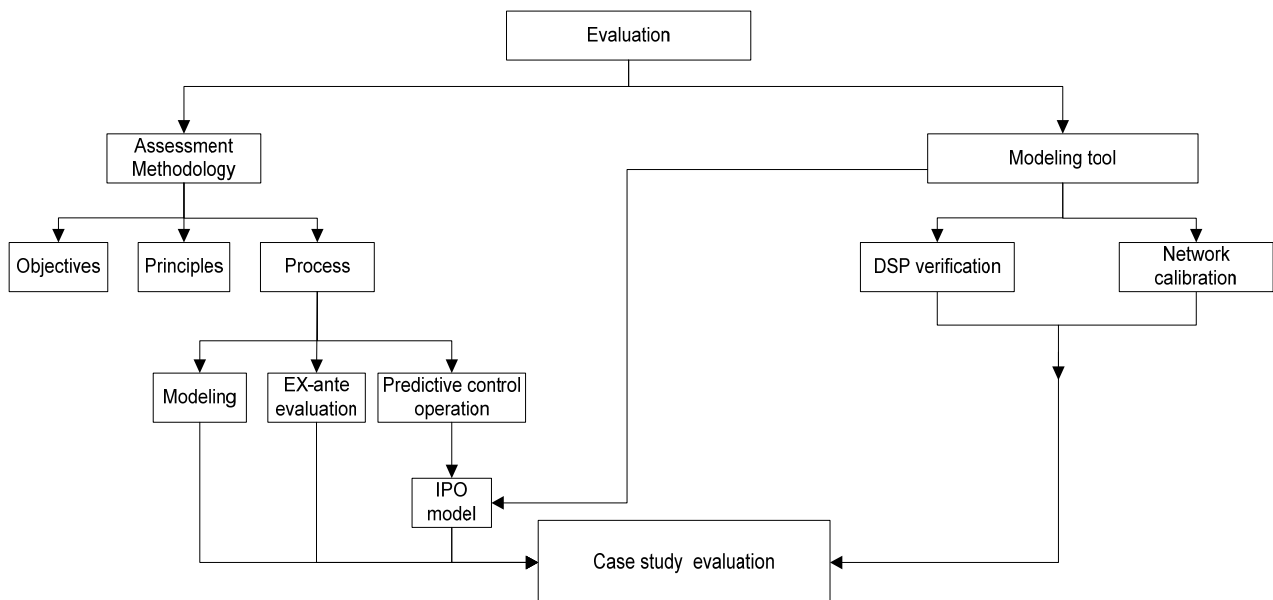 Evaluation
Assessment
Methodology
Modeling tool
Objectives
Principles
Process
DSP verification
Network
calibration
Modeling
EX-ante
evaluation
Predictive control
operation
IPO
model
Case study evaluation